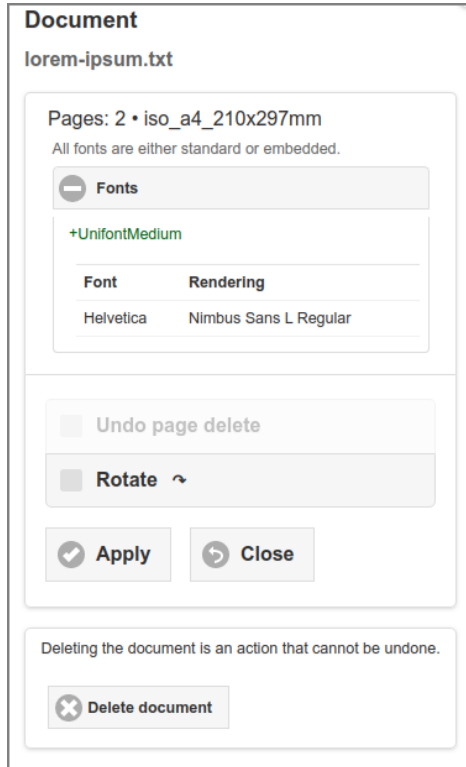 Document
lorem-ipsum.txt
Pages: 2 • iso_a4_210x297mm
All fonts are either standard or embedded.
Fonts
+UnifontMedium
Font Rendering
Helvetica Nimbus Sans L Regular
Undo page delete
Rotate ↷
Apply Close
Deleting the document is an action that cannot be undone.
Delete document